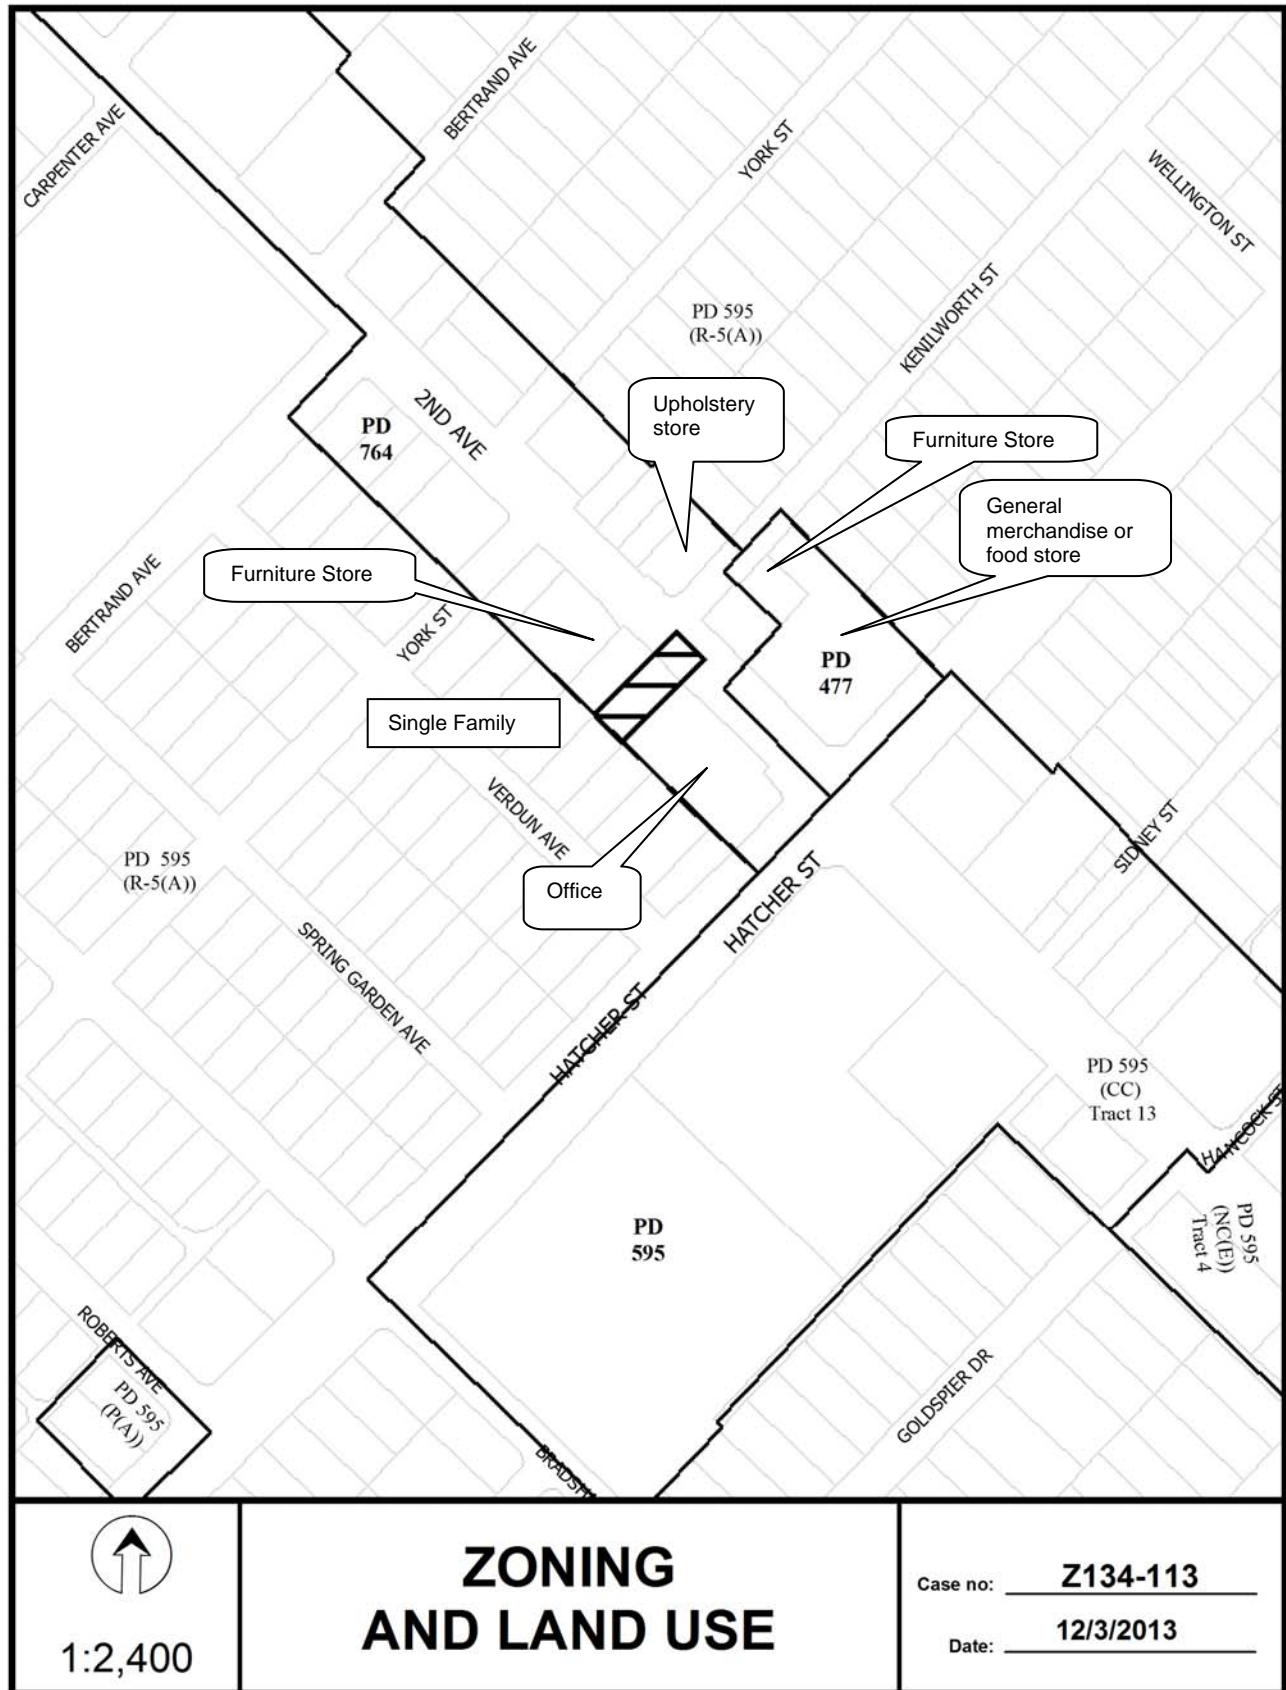 BERTRAND AVE
CARPENTER AVE
YORK ST
WELLINGTON ST
KENILWORTH ST
PD 595
(R-5(A))
2ND AVE
PD
764
Upholstery
store
Furniture Store
General
merchandise or
food store
Furniture Store
BERTRAND AVE
YORK ST
PD
477
Single Family
VERDUN AVE
SIDNEY ST
PD 595
(R-5(A))
Office
HATCHER ST
SPRING GARDEN AVE
HATCHER ST
PD 595
(CC)
Tract 13
HANCOCK ST
PD 595
(NC(E))
Tract 4
PD
595
ROBERTS AVE
PD 595
(P(A))
GOLDSPIER DR
BRADSH
1:2,400
ZONING
AND LAND USE
Case no: Z134-113
Date: 12/3/2013